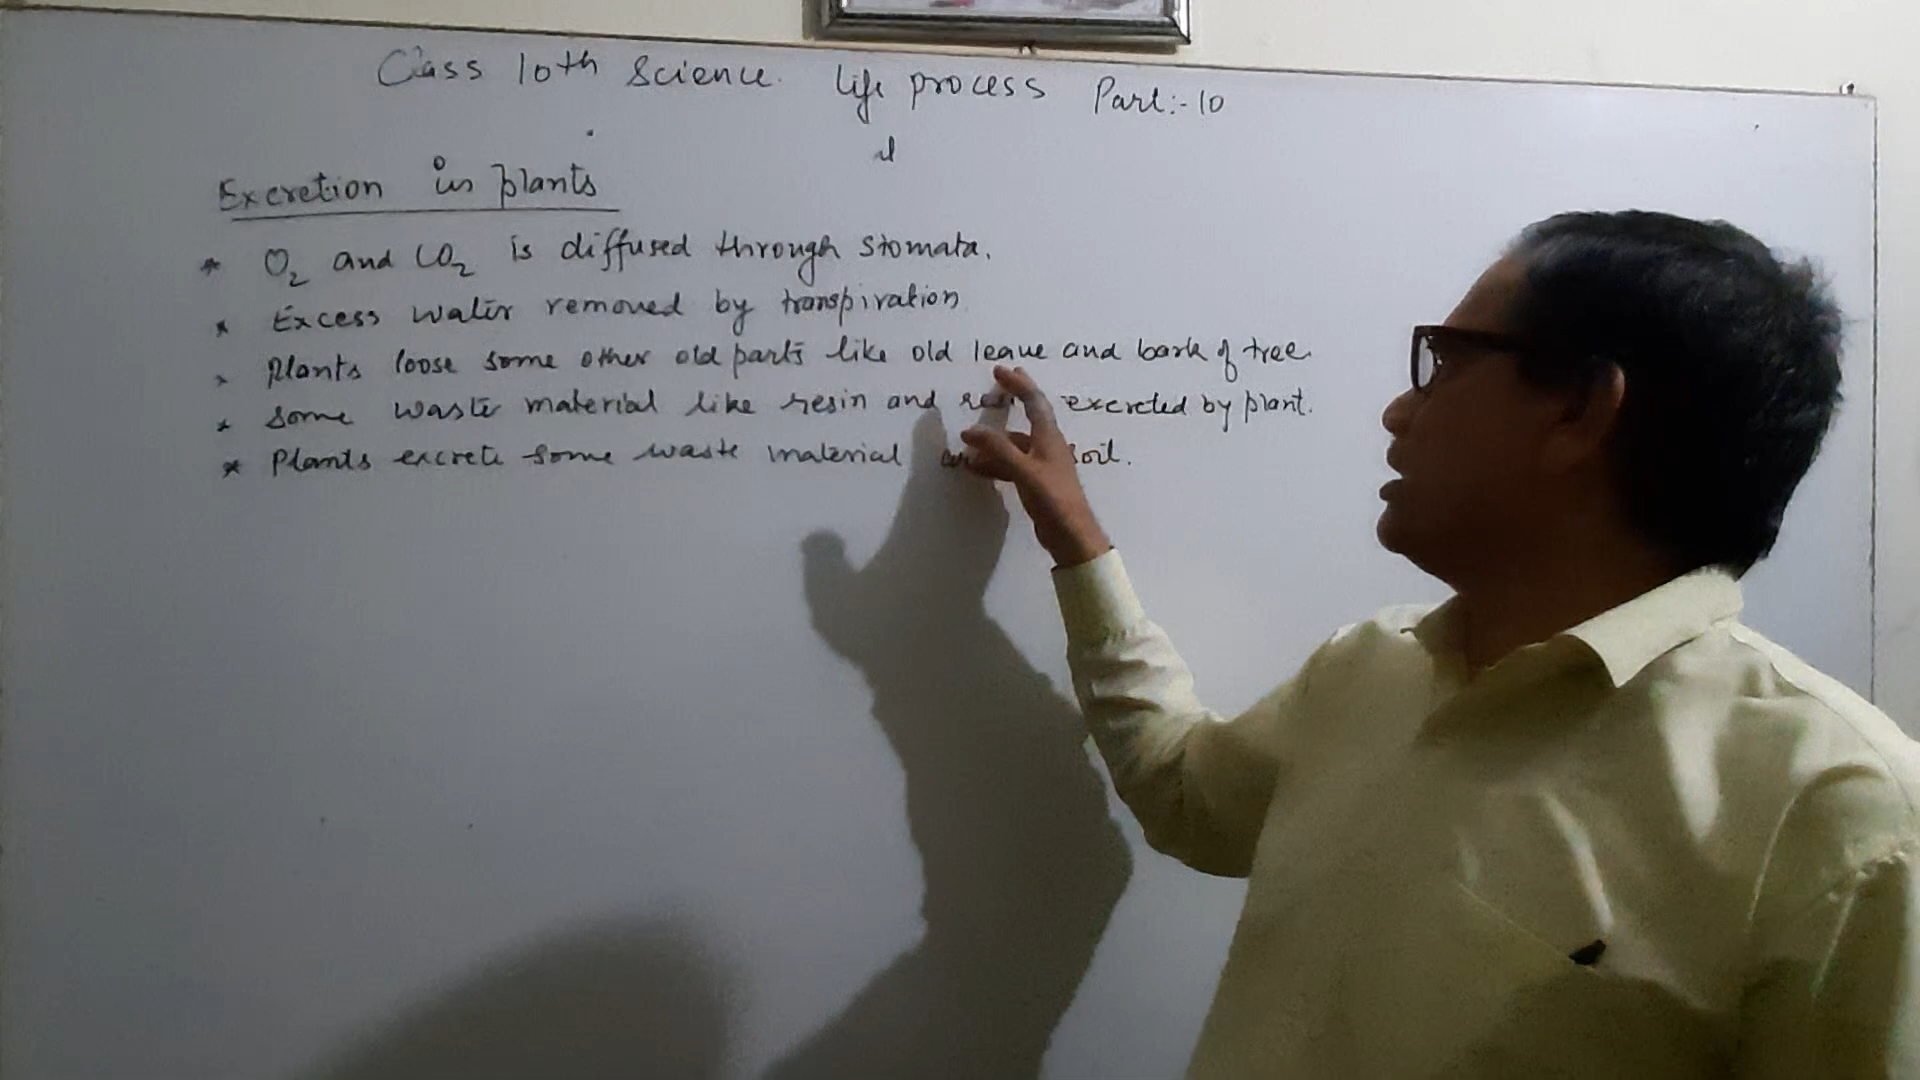 Class 10th Science. Life process Part:-10
Excretion in plants
* O₂ and CO₂ is diffused through stomata.
* Excess water removed by transpiration
* Plants loose some other old parts like old leave and bark of tree.
* Some waste material like resin and excreted by plant.
* Plants excrete some waste material soil.